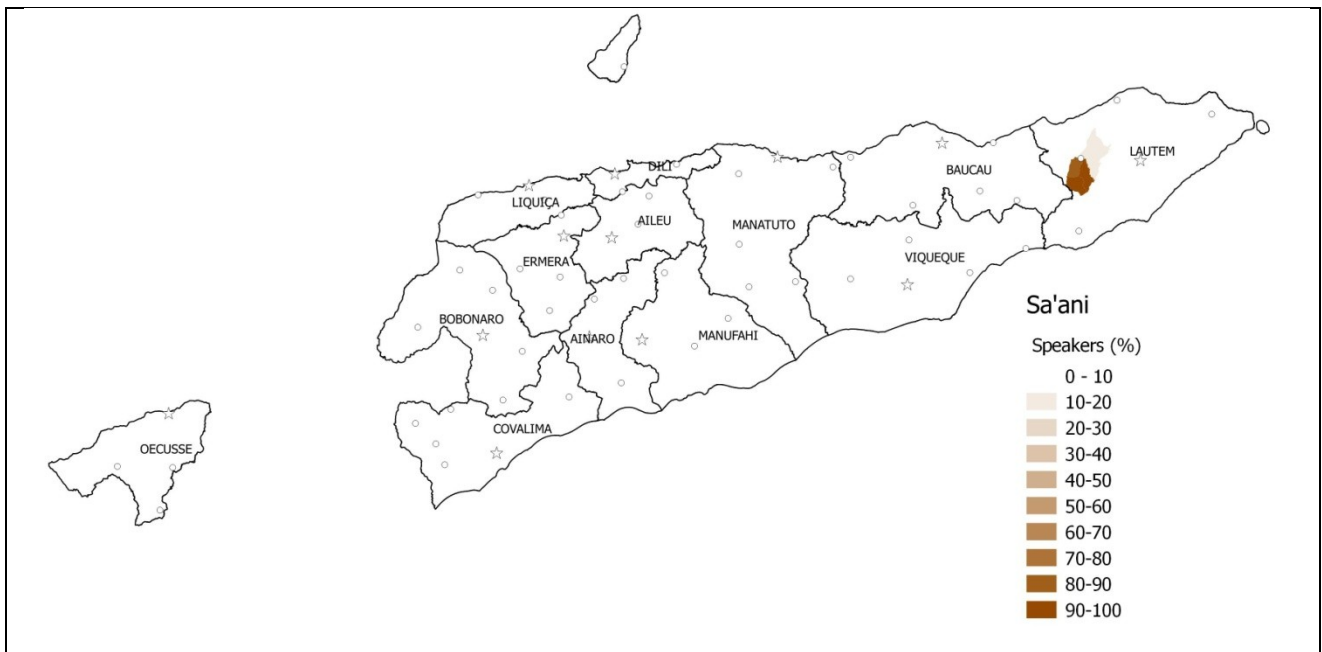 DILI
LAUTEM
BAUCAU
LIQUIÇA
AILEU
MANATUTO
ERMERA
VIQUEQUE
BOBONARO
AINARO
MANUFAHI
COVALIMA
OECUSSE
Sa'ani
Speakers (%)
0 - 10
10-20
20-30
30-40
40-50
50-60
60-70
70-80
80-90
90-100